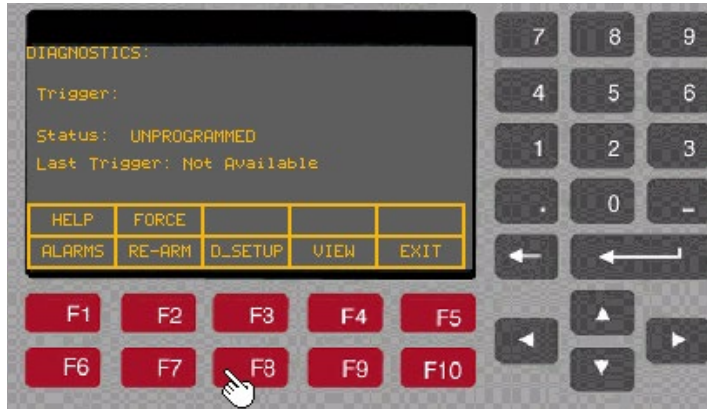 DIAGNOSTICS:
Trigger:
Status: UNPROGRAMMED
Last Trigger: Not Available
HELP FORCE
ALARMS RE-ARM D_SETUP VIEW EXIT
F1 F2 F3 F4 F5
F6 F7 F8 F9 F10
7 8 9
4 5 6
1 2 3
. 0 _